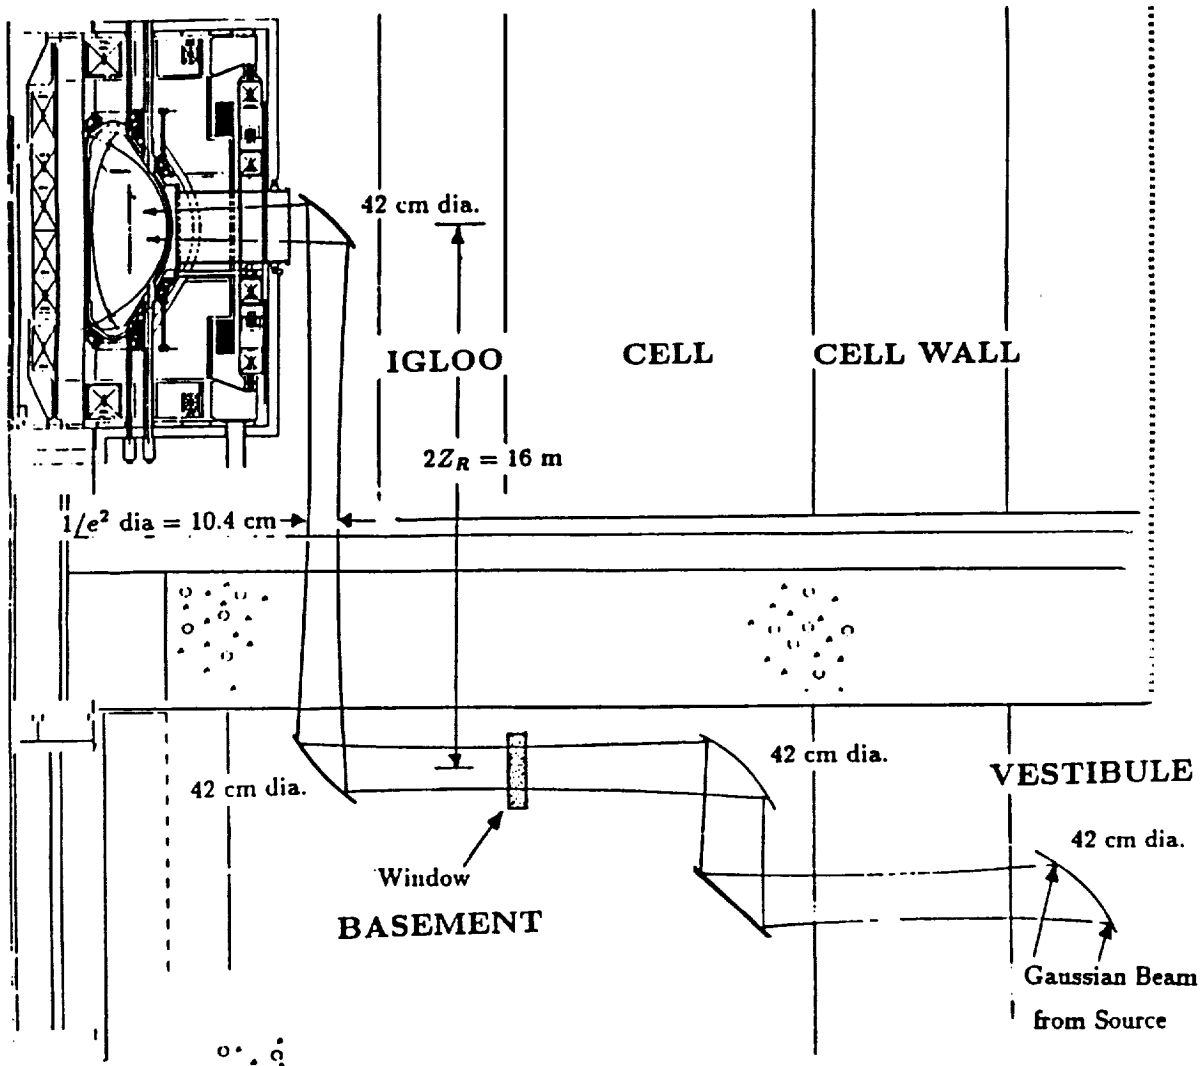 42 cm dia.
IGLOO
CELL
CELL WALL
2Z_R = 16 m
1/e² dia = 10.4 cm
42 cm dia.
42 cm dia.
VESTIBULE
42 cm dia.
Window
BASEMENT
Gaussian Beam
from Source